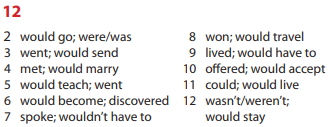 12
2 would go; were/was
3 went; would send
4 met; would marry
5 would teach; went
6 would become; discovered
7 spoke; wouldn't have to
8 won; would travel
9 lived; would have to
10 offered; would accept
11 could; would live
12 wasn't/weren't;
would stay